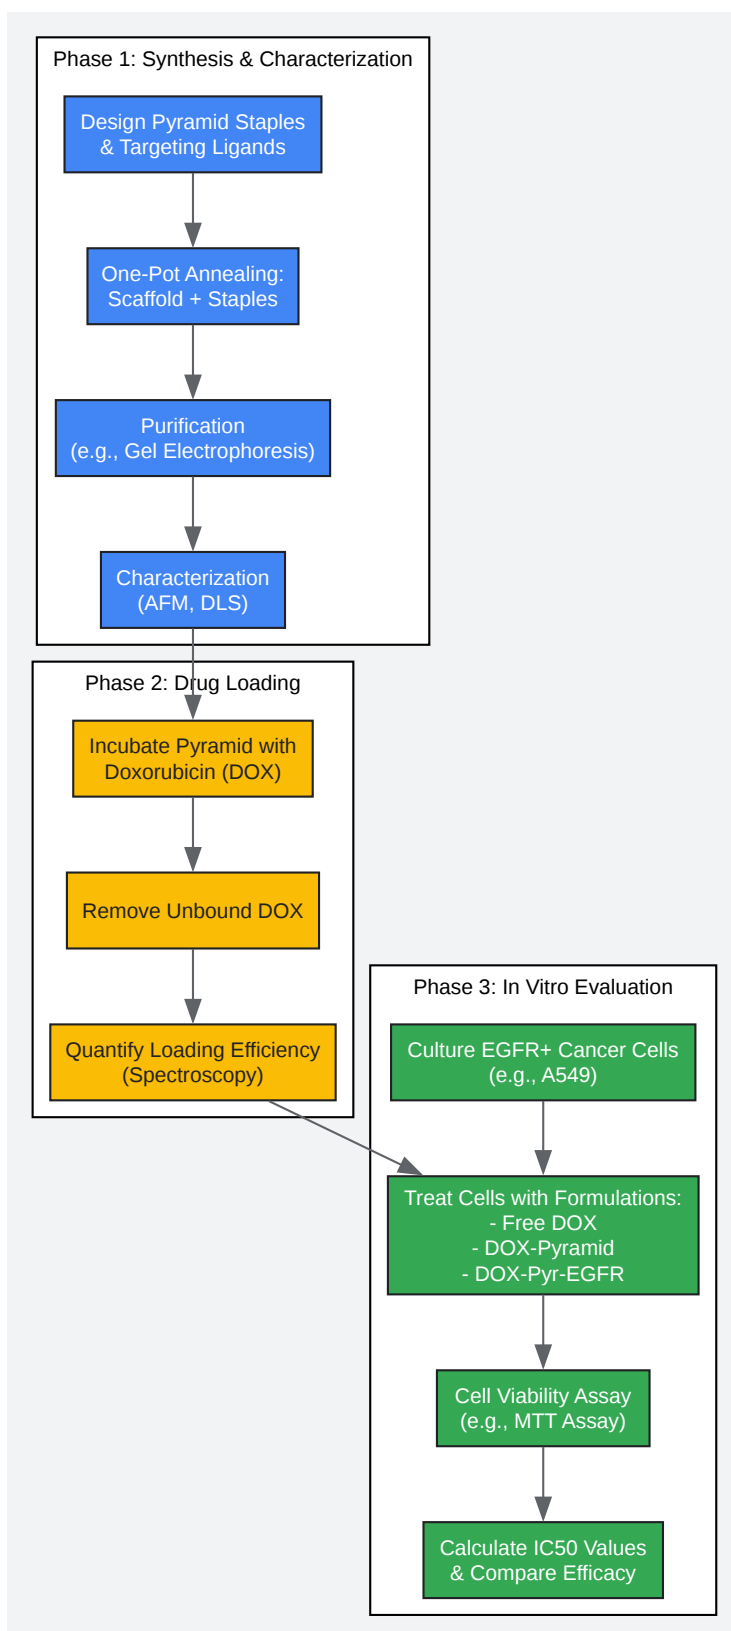 Phase 1: Synthesis & Characterization
Design Pyramid Staples
& Targeting Ligands
One-Pot Annealing:
Scaffold + Staples
Purification
(e.g., Gel Electrophoresis)
Characterization
(AFM, DLS)
Phase 2: Drug Loading
Incubate Pyramid with
Doxorubicin (DOX)
Remove Unbound DOX
Quantify Loading Efficiency
(Spectroscopy)
Phase 3: In Vitro Evaluation
Culture EGFR+ Cancer Cells
(e.g., A549)
Treat Cells with Formulations:
- Free DOX
- DOX-Pyramid
- DOX-Pyr-EGFR
Cell Viability Assay
(e.g., MTT Assay)
Calculate IC50 Values
& Compare Efficacy